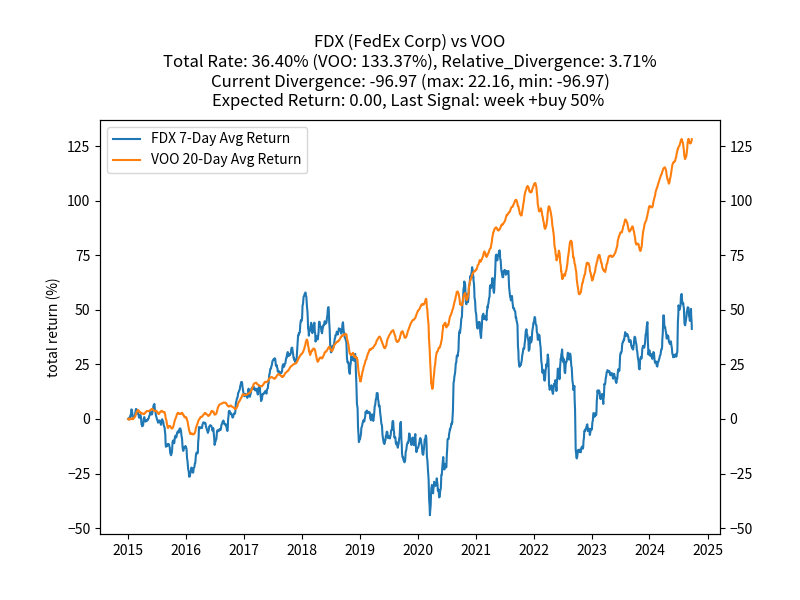 FDX (FedEx Corp) vs VOO
Total Rate: 36.40% (VOO: 133.37%), Relative_Divergence: 3.71%
Current Divergence: -96.97 (max: 22.16, min: -96.97)
Expected Return: 0.00, Last Signal: week +buy 50%
FDX 7-Day Avg Return
VOO 20-Day Avg Return
total return (%)
125
100
75
50
25
0
−25
−50
125
100
75
50
25
0
−25
−50
2015 2016 2017 2018 2019 2020 2021 2022 2023 2024 2025